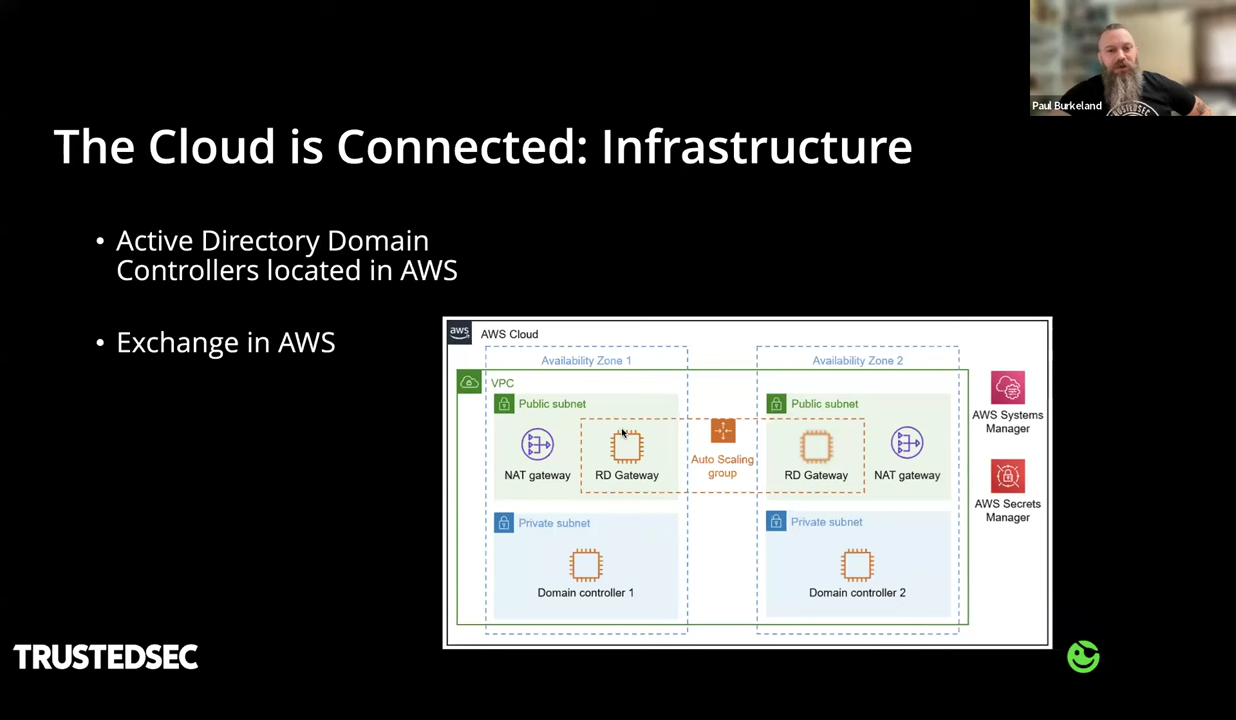 Paul Burkeland
TRUSTEDSEC
The Cloud is Connected: Infrastructure
• Active Directory Domain
Controllers located in AWS
• Exchange in AWS
aws
AWS Cloud
Availability Zone 1
Availability Zone 2
VPC
Public subnet
Public subnet
NAT gateway
RD Gateway
Auto Scaling
group
RD Gateway
NAT gateway
AWS Systems
Manager
AWS Secrets
Manager
Private subnet
Private subnet
Domain controller 1
Domain controller 2
TRUSTEDSEC